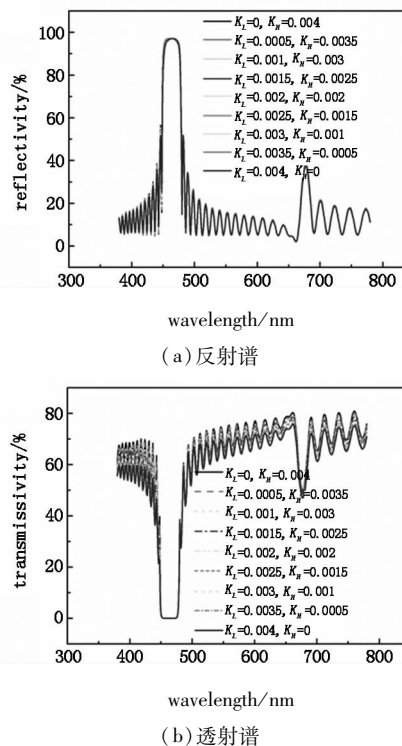 reflectivity/%
100
80
60
40
20
0
K_L=0, K_H=0.004
K_L=0.0005, K_H=0.0035
K_L=0.001, K_H=0.003
K_L=0.0015, K_H=0.0025
K_L=0.002, K_H=0.002
K_L=0.0025, K_H=0.0015
K_L=0.003, K_H=0.001
K_L=0.0035, K_H=0.0005
K_L=0.004, K_H=0
300 400 500 600 700 800
wavelength/nm
(a)反射谱
transmissivity/%
80
60
40
20
0
K_L=0, K_H=0.004
K_L=0.0005, K_H=0.0035
K_L=0.001, K_H=0.003
K_L=0.0015, K_H=0.0025
K_L=0.002, K_H=0.002
K_L=0.0025, K_H=0.0015
K_L=0.003, K_H=0.001
K_L=0.0035, K_H=0.0005
K_L=0.004, K_H=0
300 400 500 600 700 800
wavelength/nm
(b)透射谱